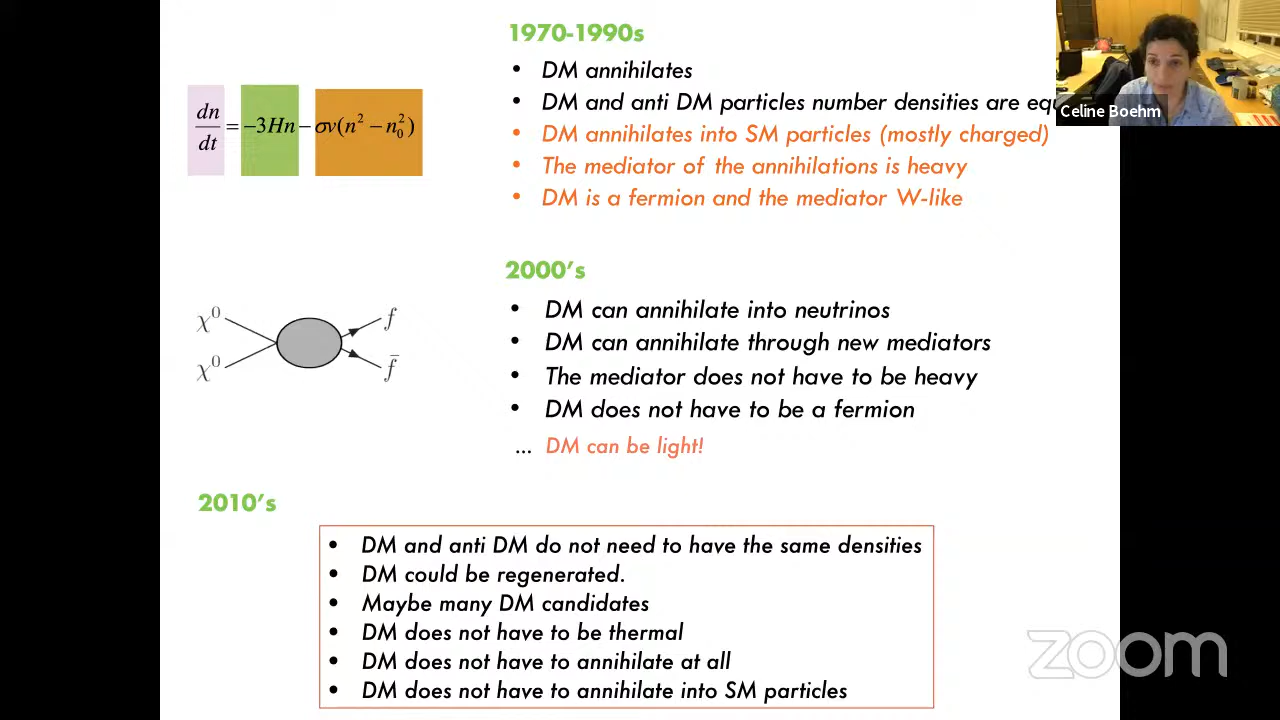 1970-1990s
• DM annihilates
• DM and anti DM particles number densities are equ
• DM annihilates into SM particles (mostly charged)
• The mediator of the annihilations is heavy
• DM is a fermion and the mediator W-like
Celine Boehm
dn/dt = −3Hn − σv(n² − n₀²)
2000's
• DM can annihilate into neutrinos
• DM can annihilate through new mediators
• The mediator does not have to be heavy
• DM does not have to be a fermion
... DM can be light!
χ⁰ f
χ⁰ f̄
2010's
• DM and anti DM do not need to have the same densities
• DM could be regenerated.
• Maybe many DM candidates
• DM does not have to be thermal
• DM does not have to annihilate at all
• DM does not have to annihilate into SM particles
zoom